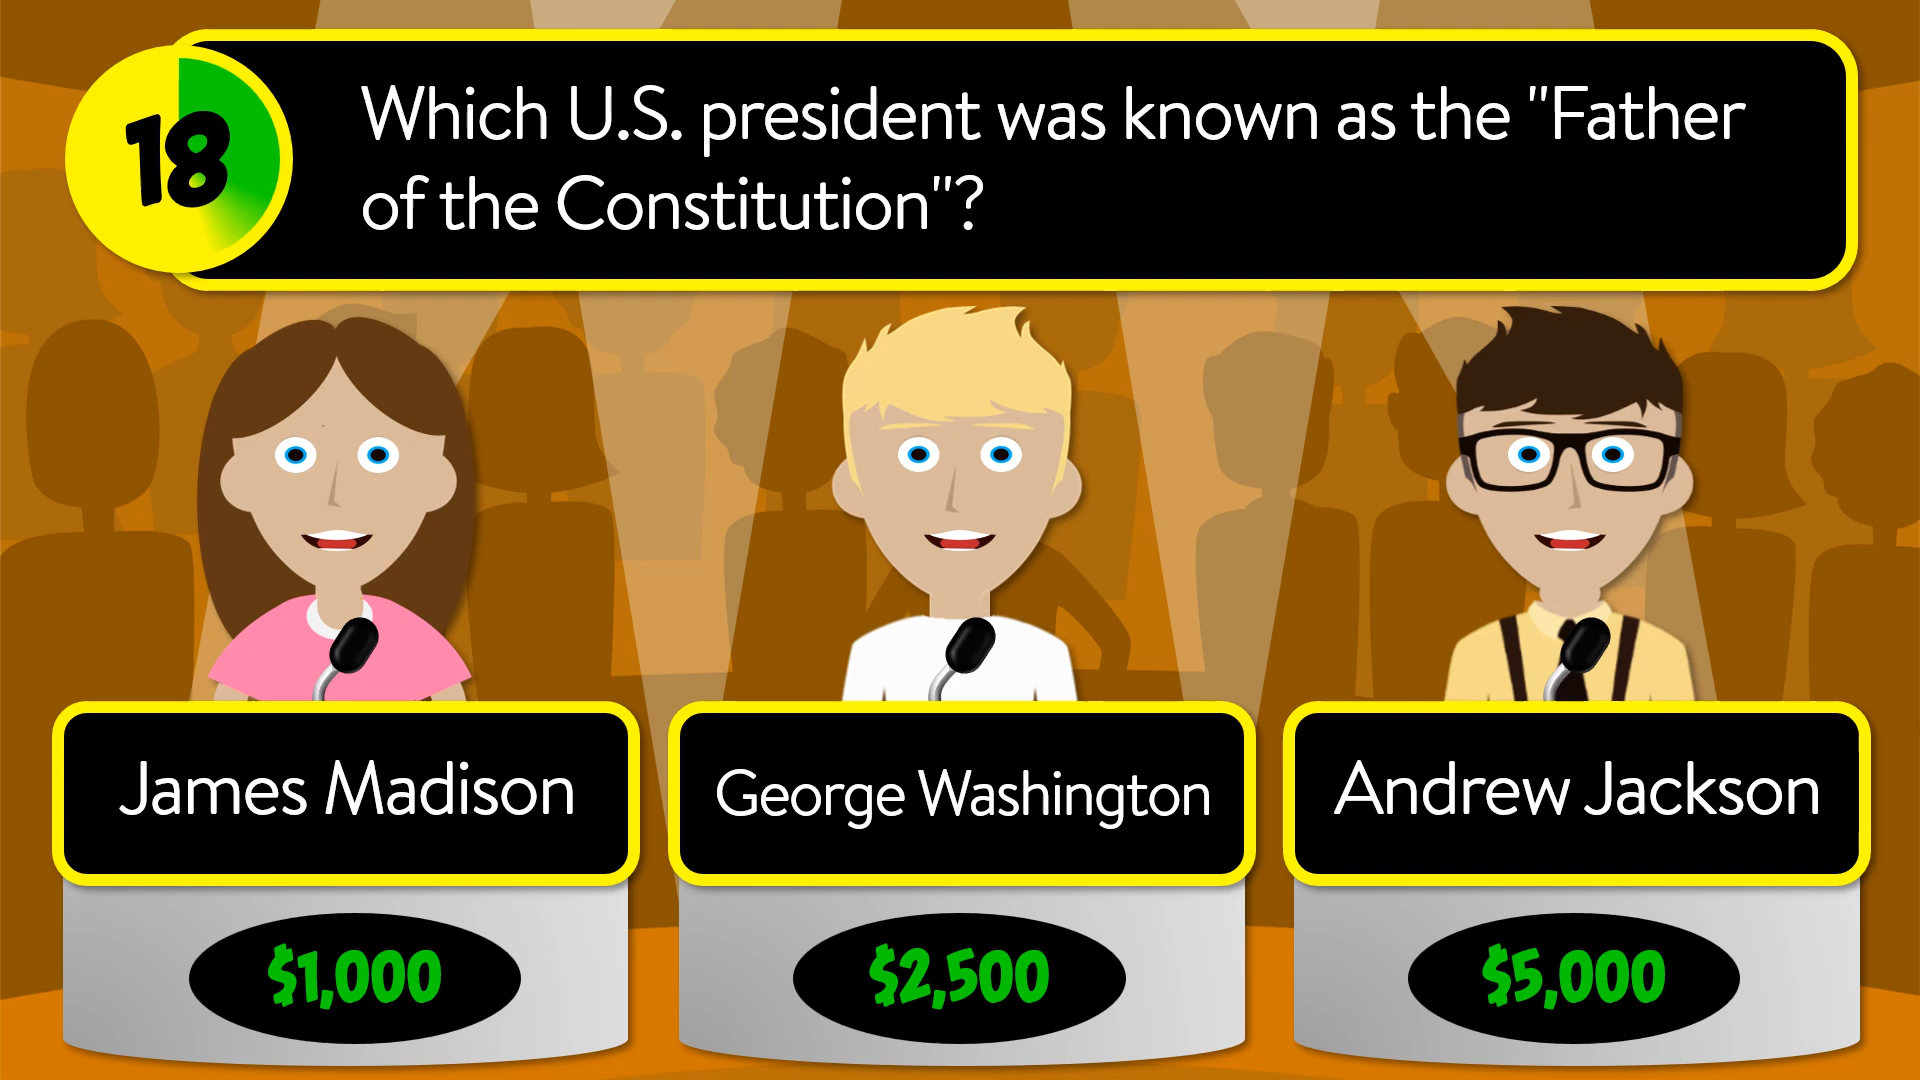 18
Which U.S. president was known as the "Father
of the Constitution"?
James Madison
George Washington
Andrew Jackson
$1,000
$2,500
$5,000